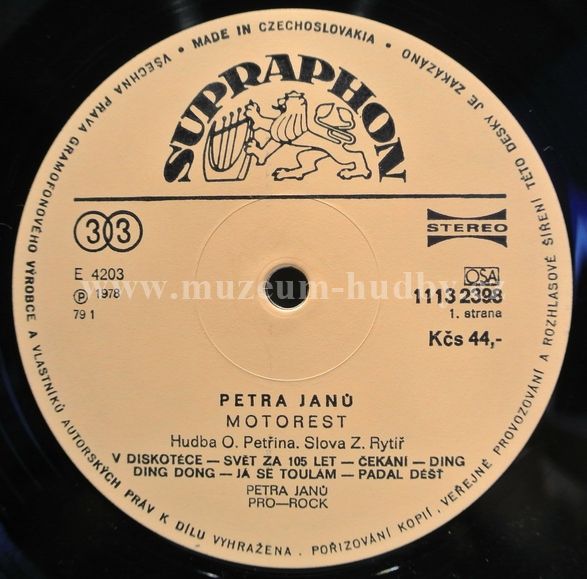 • MADE IN CZECHOSLOVAKIA •
VŠECHNA PRÁVA GRAMOFONOVÉHO VÝROBCE A VLASTNÍKŮ AUTORSKÝCH PRÁV K DÍLU VYHRAŽENA. POŘIZOVÁNÍ KOPIÍ, VEŘEJNÉ PROVOZOVÁNÍ A ROZHLASOVÉ ŠÍŘENÍ TÉTO DESKY JE ZAKÁZÁNO
SUPRAPHON
33
STEREO
E 4203
℗ 1978
79 1
OSA
1113 2398
1. strana
Kčs 44,-
www.muzeum-hudby.cz
PETRA JANŮ
MOTOREST
Hudba O. Petřina. Slova Z. Rytíř
V DISKOTÉCE — SVĚT ZA 105 LET — ČEKÁNÍ — DING
DING DONG — JÁ SE TOULÁM — PADAL DÉŠŤ
PETRA JANŮ
PRO—ROCK